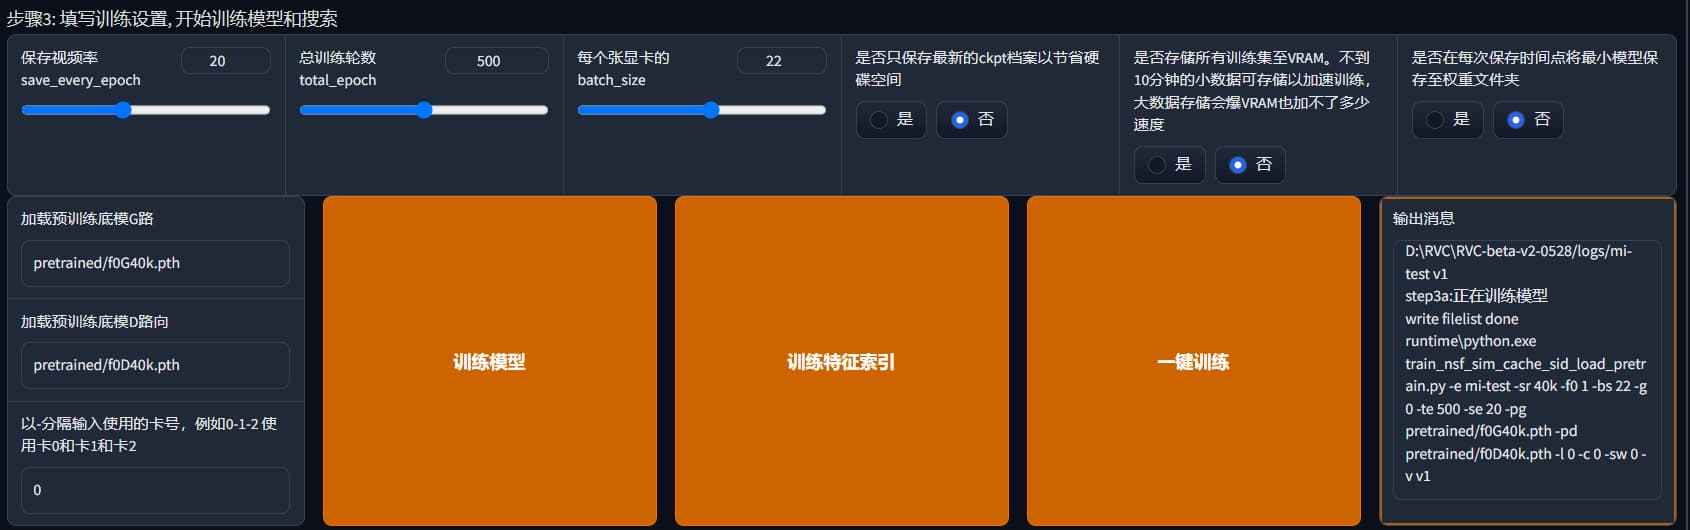 步骤3: 填写训练设置, 开始训练模型和搜索
保存视频率
save_every_epoch
20
总训练轮数
total_epoch
500
每个张显卡的
batch_size
22
是否只保存最新的ckpt档案以节省硬
碟空间
是
否
是否存储所有训练集至VRAM。不到
10分钟的小数据可存储以加速训练，
大数据存储会爆VRAM也加不了多少
速度
是
否
是否在每次保存时间点将最小模型保
存至权重文件夹
是
否
加载预训练底模G路
pretrained/f0G40k.pth
加载预训练底模D路向
pretrained/f0D40k.pth
以-分隔输入使用的卡号，例如0-1-2 使
用卡0和卡1和卡2
0
训练模型
训练特征索引
一键训练
输出消息
D:\RVC\RVC-beta-v2-0528/logs/mi-
test v1
step3a:正在训练模型
write filelist done
runtime\python.exe
train_nsf_sim_cache_sid_load_pretr
ain.py -e mi-test -sr 40k -f0 1 -bs 22 -g
0 -te 500 -se 20 -pg
pretrained/f0G40k.pth -pd
pretrained/f0D40k.pth -l 0 -c 0 -sw 0 -
v v1